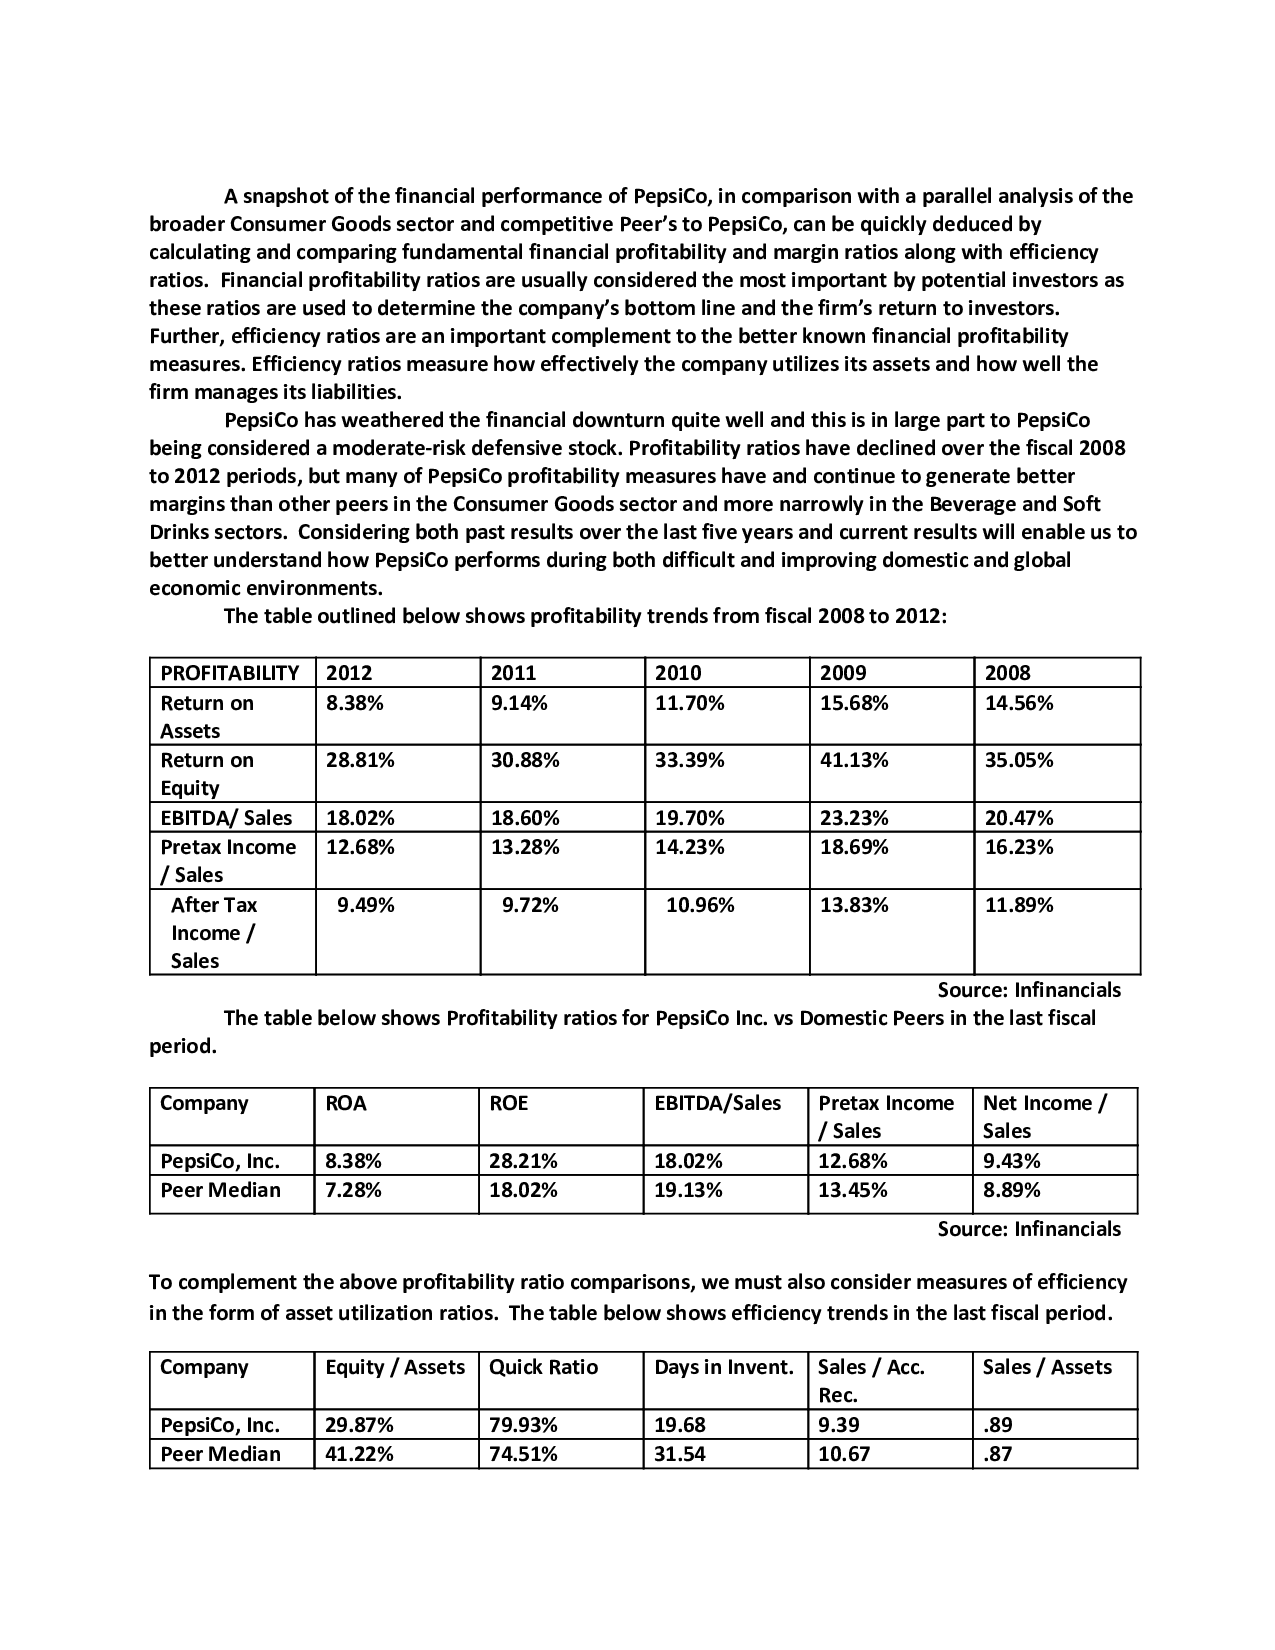 A snapshot of the financial performance of PepsiCo, in comparison with a parallel analysis of the
broader Consumer Goods sector and competitive Peer’s to PepsiCo, can be quickly deduced by
calculating and comparing fundamental financial profitability and margin ratios along with efficiency
ratios.  Financial profitability ratios are usually considered the most important by potential investors as
these ratios are used to determine the company’s bottom line and the firm’s return to investors.
Further, efficiency ratios are an important complement to the better known financial profitability
measures. Efficiency ratios measure how effectively the company utilizes its assets and how well the
firm manages its liabilities.
PepsiCo has weathered the financial downturn quite well and this is in large part to PepsiCo
being considered a moderate-risk defensive stock. Profitability ratios have declined over the fiscal 2008
to 2012 periods, but many of PepsiCo profitability measures have and continue to generate better
margins than other peers in the Consumer Goods sector and more narrowly in the Beverage and Soft
Drinks sectors.  Considering both past results over the last five years and current results will enable us to
better understand how PepsiCo performs during both difficult and improving domestic and global
economic environments.
The table outlined below shows profitability trends from fiscal 2008 to 2012:
PROFITABILITY 2012 2011 2010 2009 2008
Return on 8.38% 9.14% 11.70% 15.68% 14.56%
Assets
Return on 28.81% 30.88% 33.39% 41.13% 35.05%
Equity
EBITDA/ Sales 18.02% 18.60% 19.70% 23.23% 20.47%
Pretax Income 12.68% 13.28% 14.23% 18.69% 16.23%
/ Sales
After Tax 9.49% 9.72% 10.96% 13.83% 11.89%
Income /
Sales
Source: Infinancials
The table below shows Profitability ratios for PepsiCo Inc. vs Domestic Peers in the last fiscal
period.
Company ROA ROE EBITDA/Sales Pretax Income Net Income /
/ Sales Sales
PepsiCo, Inc. 8.38% 28.21% 18.02% 12.68% 9.43%
Peer Median 7.28% 18.02% 19.13% 13.45% 8.89%
Source: Infinancials
To complement the above profitability ratio comparisons, we must also consider measures of efficiency
in the form of asset utilization ratios.  The table below shows efficiency trends in the last fiscal period.
Company Equity / Assets Quick Ratio Days in Invent. Sales / Acc. Sales / Assets
Rec.
PepsiCo, Inc. 29.87% 79.93% 19.68 9.39 .89
Peer Median 41.22% 74.51% 31.54 10.67 .87